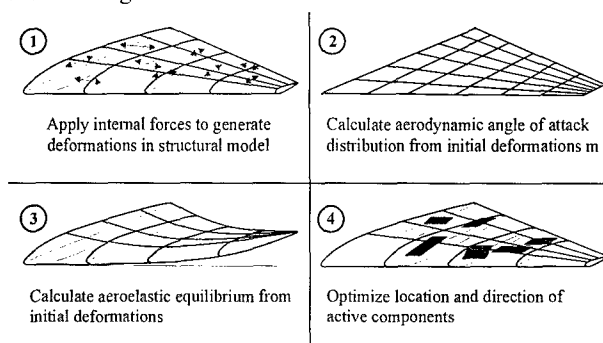 1
2
Apply internal forces to generate
deformations in structural model
Calculate aerodynamic angle of attack
distribution from initial deformations m
3
4
Calculate aeroelastic equilibrium from
initial deformations
Optimize location and direction of
active components